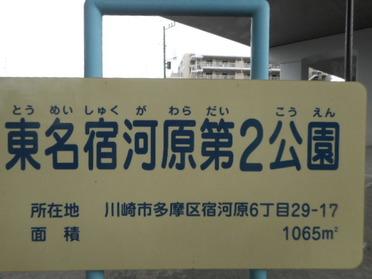 とうめいしゅくがわらだいこうえん
東名宿河原第2公園
所在地 川崎市多摩区宿河原6丁目29-17
面積 1065㎡